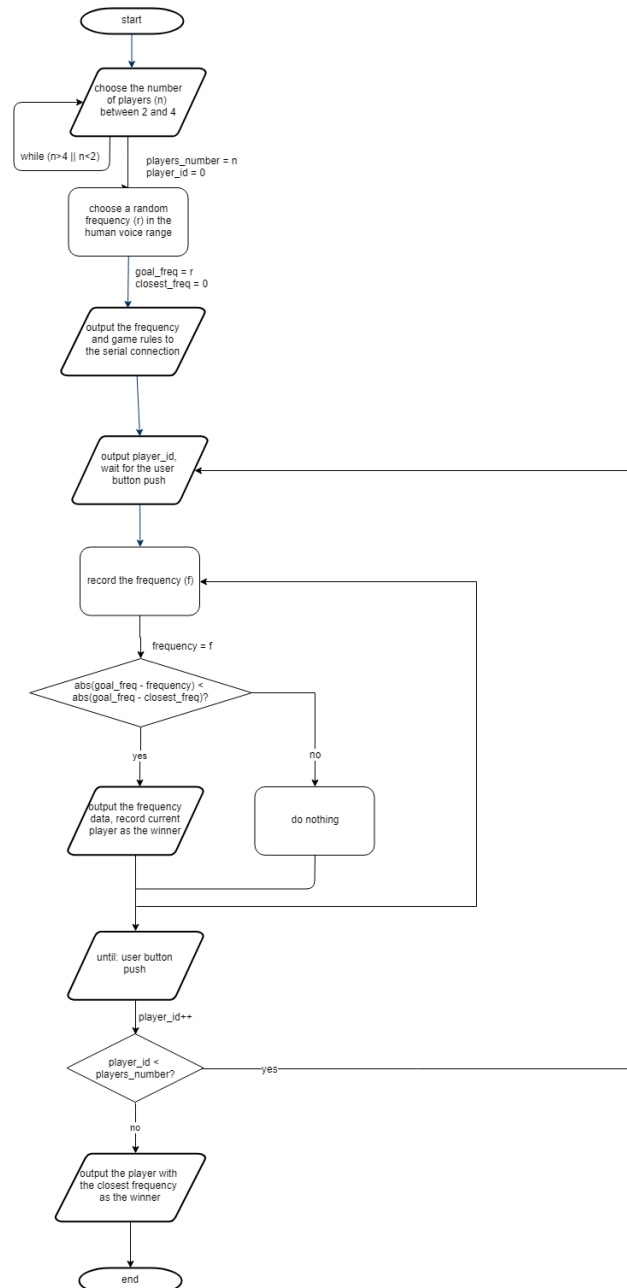 start
choose the number
of players (n)
between 2 and 4
while (n>4 || n<2)
players_number = n
player_id = 0
choose a random
frequency (r) in the
human voice range
goal_freq = r
closest_freq = 0
output the frequency
and game rules to
the serial connection
output player_id,
wait for the user
button push
record the frequency (f)
frequency = f
abs(goal_freq - frequency) <
abs(goal_freq - closest_freq)?
yes
no
output the frequency
data, record current
player as the winner
do nothing
until: user button
push
player_id++
player_id <
players_number?
yes
no
output the player with
the closest frequency
as the winner
end